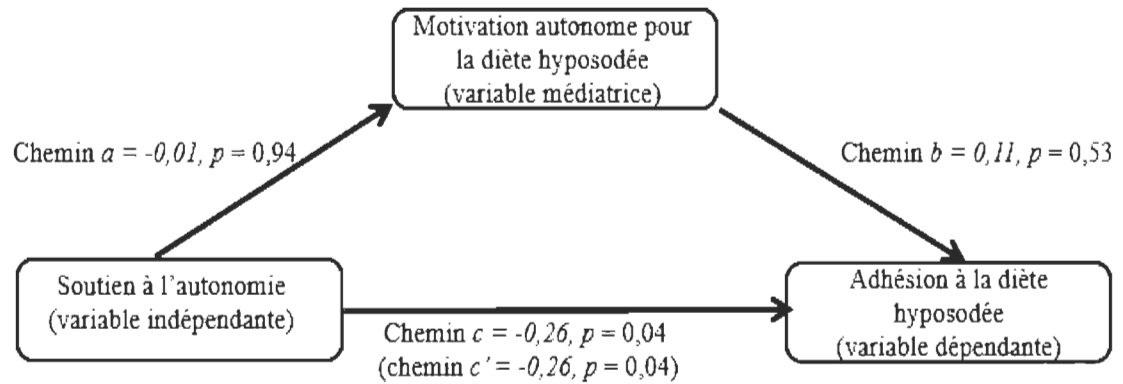 Motivation autonome pour
la diète hyposodée
(variable médiatrice)
Chemin a = -0,01, p = 0,94
Chemin b = 0,11, p = 0,53
Soutien à l'autonomie
(variable indépendante)
Adhésion à la diète
hyposodée
(variable dépendante)
Chemin c = -0,26, p = 0,04
(chemin c' = -0,26, p = 0,04)